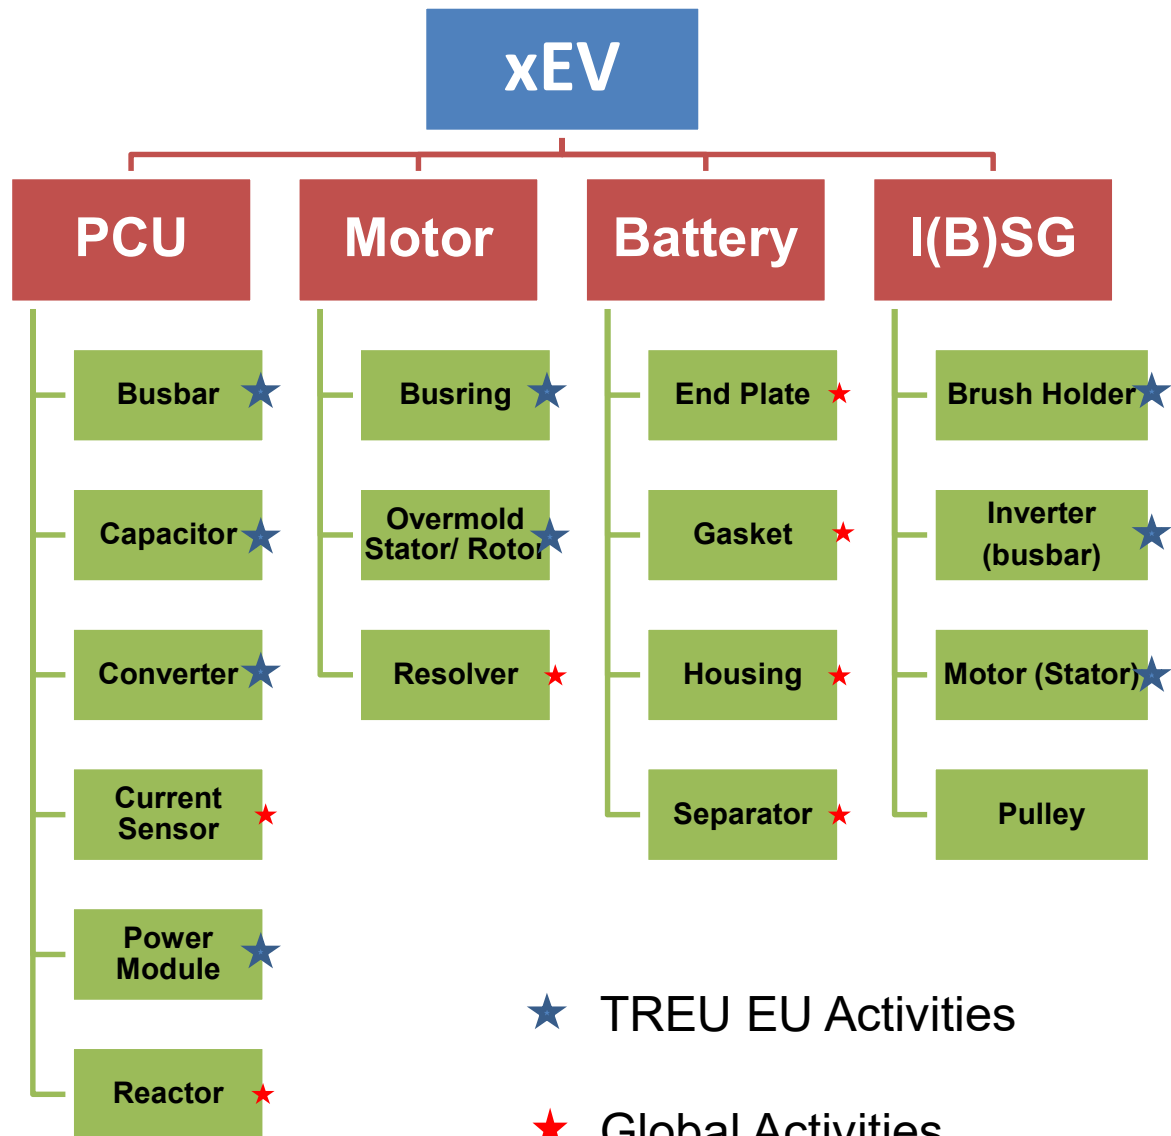 xEV
PCU
Motor
Battery
I(B)SG
Busbar
Capacitor
Converter
Current
Sensor
Power
Module
Reactor
Busring
Overmold
Stator/ Rotor
Resolver
End Plate
Gasket
Housing
Separator
Brush Holder
Inverter
(busbar)
Motor (Stator)
Pulley
TREU EU Activities
Global Activities